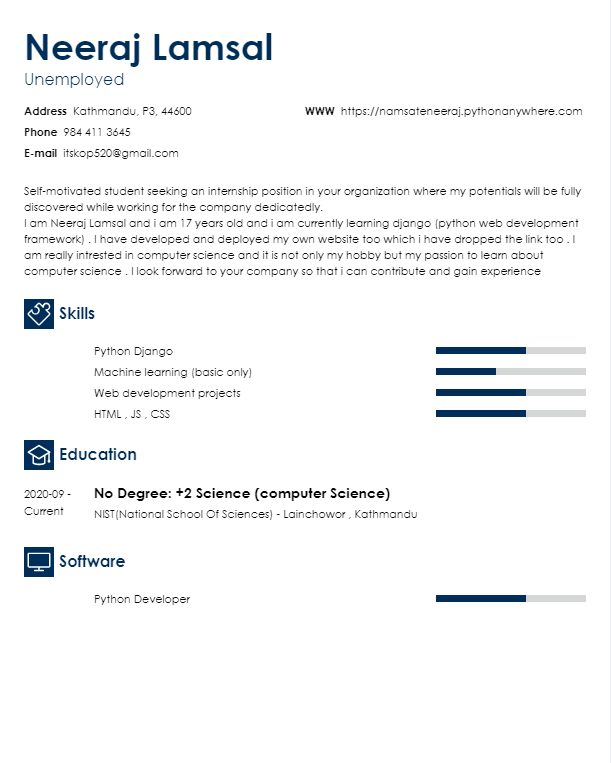 Neeraj Lamsal
Unemployed
Address Kathmandu, P3, 44600
WWW https://namsateneeraj.pythonanywhere.com
Phone 984 411 3645
E-mail itskop520@gmail.com
Self-motivated student seeking an internship position in your organization where my potentials will be fully
discovered while working for the company dedicatedly.
I am Neeraj Lamsal and i am 17 years old and i am currently learning django (python web development
framework) . I have developed and deployed my own website too which i have dropped the link too . I
am really intrested in computer science and it is not only my hobby but my passion to learn about
computer science . I look forward to your company so that i can contribute and gain experience
Skills
Python Django
Machine learning (basic only)
Web development projects
HTML , JS , CSS
Education
2020-09 -
Current
No Degree: +2 Science (computer Science)
NIST(National School Of Sciences) - Lainchowor , Kathmandu
Software
Python Developer